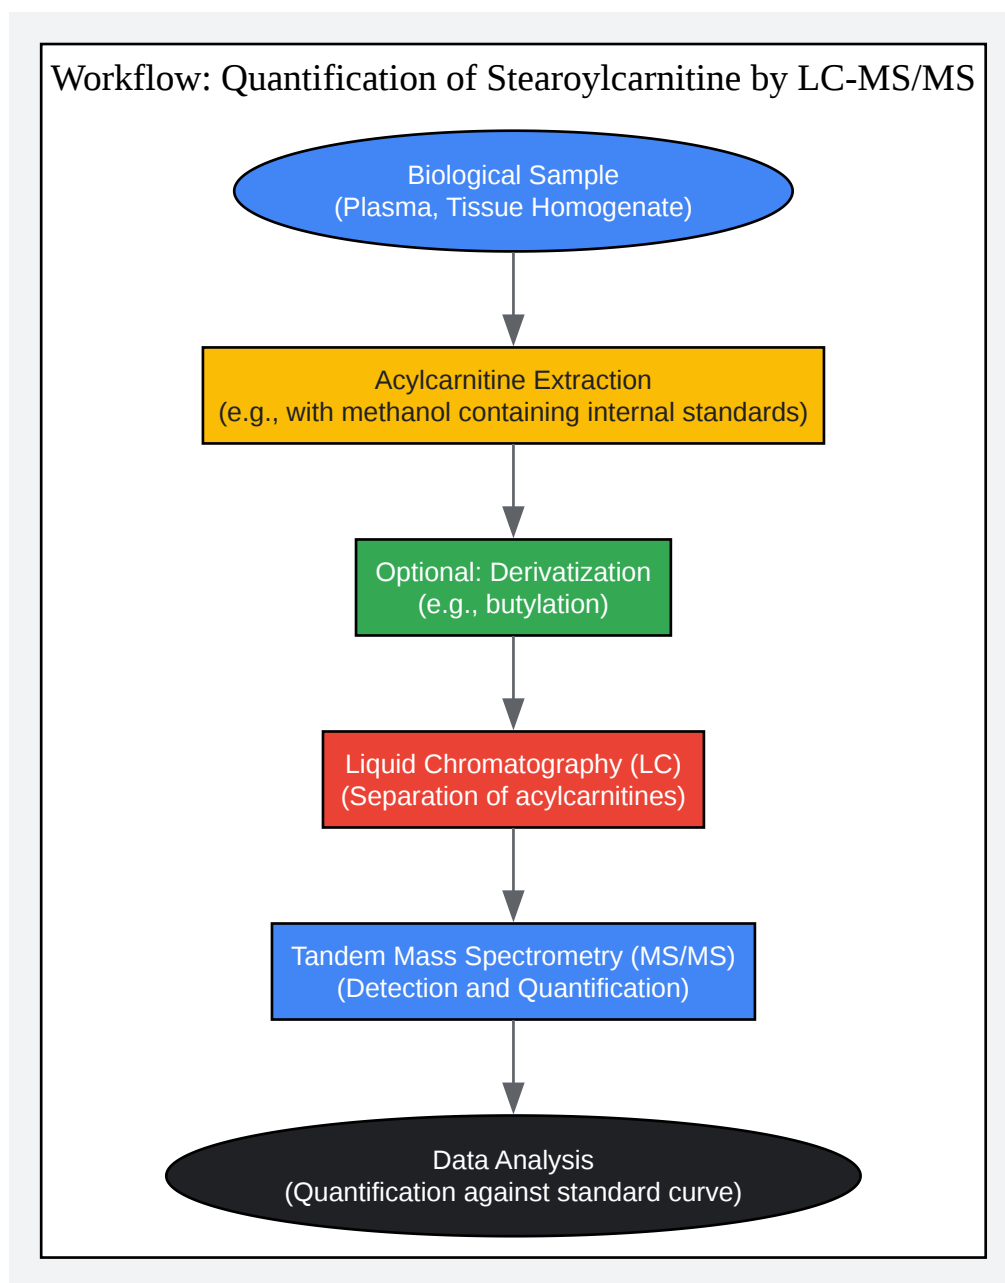 Workflow: Quantification of Stearoylcarnitine by LC-MS/MS
Biological Sample
(Plasma, Tissue Homogenate)
Acylcarnitine Extraction
(e.g., with methanol containing internal standards)
Optional: Derivatization
(e.g., butylation)
Liquid Chromatography (LC)
(Separation of acylcarnitines)
Tandem Mass Spectrometry (MS/MS)
(Detection and Quantification)
Data Analysis
(Quantification against standard curve)